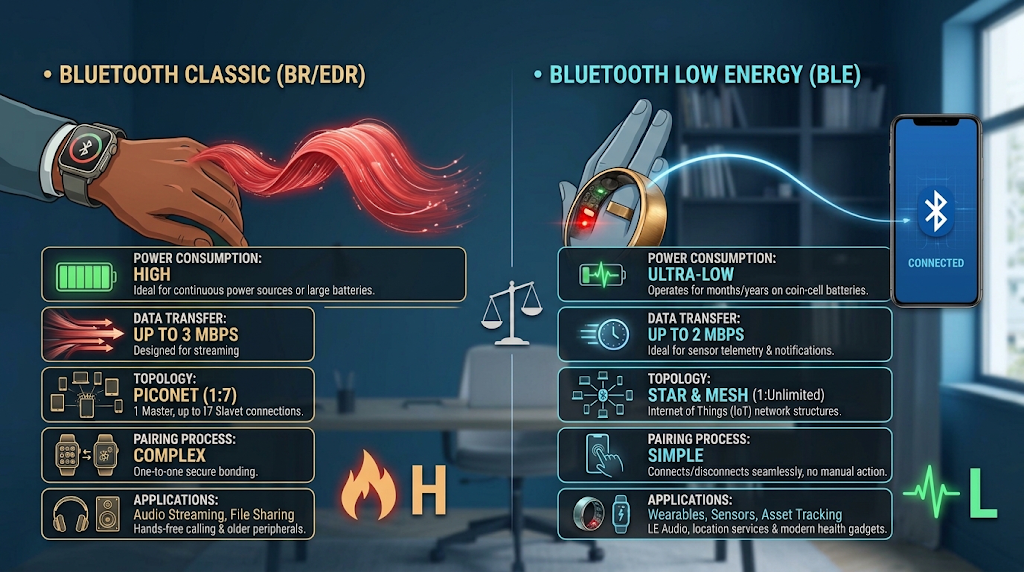 • BLUETOOTH CLASSIC (BR/EDR)
POWER CONSUMPTION:
HIGH
Ideal for continuous power sources or large batteries.
DATA TRANSFER:
UP TO 3 MBPS
Designed for streaming
TOPOLOGY:
PICONET (1:7)
1 Master, up to 17 Slavet connections.
PAIRING PROCESS:
COMPLEX
One-to-one secure bonding.
APPLICATIONS:
Audio Streaming, File Sharing
Hands-free calling & older peripherals.
H
• BLUETOOTH LOW ENERGY (BLE)
CONNECTED
POWER CONSUMPTION:
ULTRA-LOW
Operates for months/years on coin-cell batteries.
DATA TRANSFER:
UP TO 2 MBPS
Ideal for sensor telemetry & notifications.
TOPOLOGY:
STAR & MESH (1:Unlimited)
Internet of Things (IoT) network structures.
PAIRING PROCESS:
SIMPLE
Connects/disconnects seamlessly, no manual action.
APPLICATIONS:
Wearables, Sensors, Asset Tracking
LE Audio, location services & modern health gadgets.
L